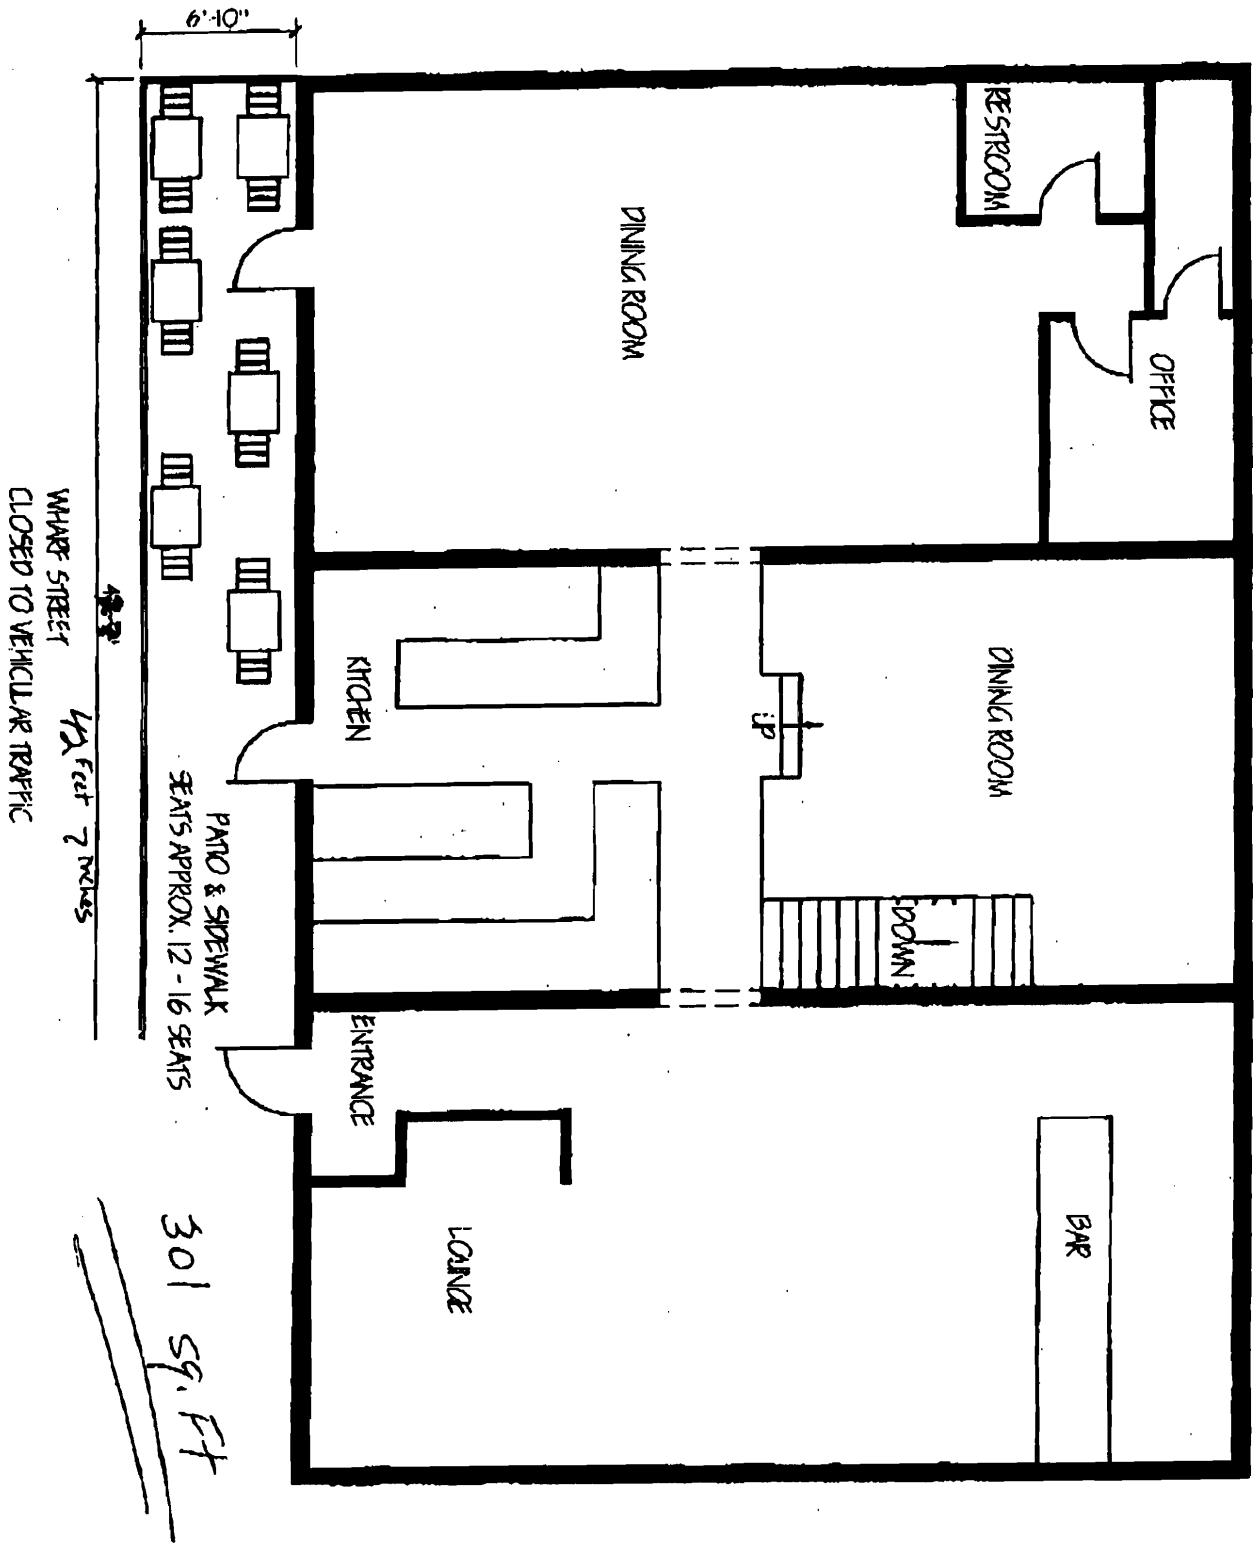 OFFICE
BAR
RESTROOM
DINING ROOM
DOWN
UP
DINING ROOM
LOUNGE
KITCHEN
ENTRANCE
PATIO & SIDEWALK
SEATS APPROX. 12 - 16 SEATS
6'-10"
301 Sq. Ft
42 Feet 7 inches
WHARF STREET
CLOSED TO VEHICULAR TRAFFIC